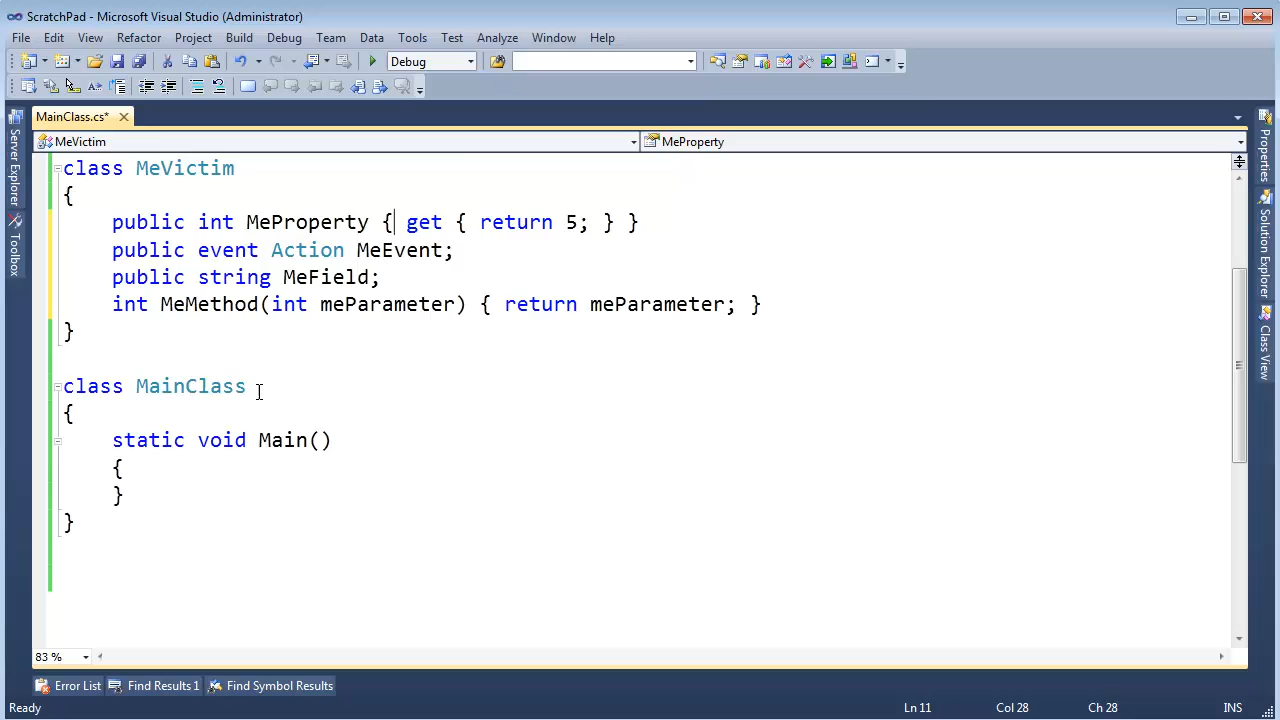 ScratchPad - Microsoft Visual Studio (Administrator)
File Edit View Refactor Project Build Debug Team Data Tools Test Analyze Window Help
Debug
MainClass.cs*
MeVictim MeProperty
class MeVictim
{
public int MeProperty { get { return 5; } }
public event Action MeEvent;
public string MeField;
int MeMethod(int meParameter) { return meParameter; }
}
class MainClass
{
static void Main()
{
}
}
83 %
Server Explorer
Toolbox
Properties
Solution Explorer
Class View
Error List Find Results 1 Find Symbol Results
Ready Ln 11 Col 28 Ch 28 INS